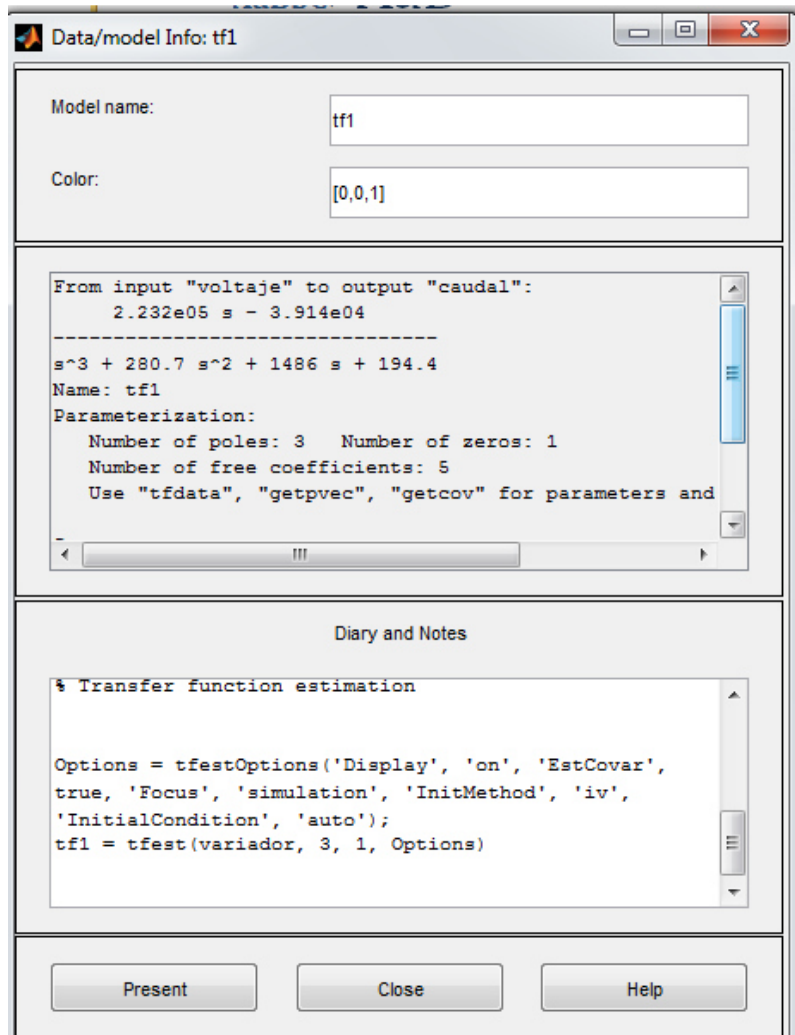 Data/model Info: tf1
Model name:
tf1
Color:
[0,0,1]
From input "voltaje" to output "caudal":
2.232e05 s - 3.914e04
--------------------------------
s^3 + 280.7 s^2 + 1486 s + 194.4
Name: tf1
Parameterization:
Number of poles: 3   Number of zeros: 1
Number of free coefficients: 5
Use "tfdata", "getpvec", "getcov" for parameters and
Diary and Notes
% Transfer function estimation
Options = tfestOptions('Display', 'on', 'EstCovar',
true, 'Focus', 'simulation', 'InitMethod', 'iv',
'InitialCondition', 'auto');
tf1 = tfest(variador, 3, 1, Options)
Present
Close
Help